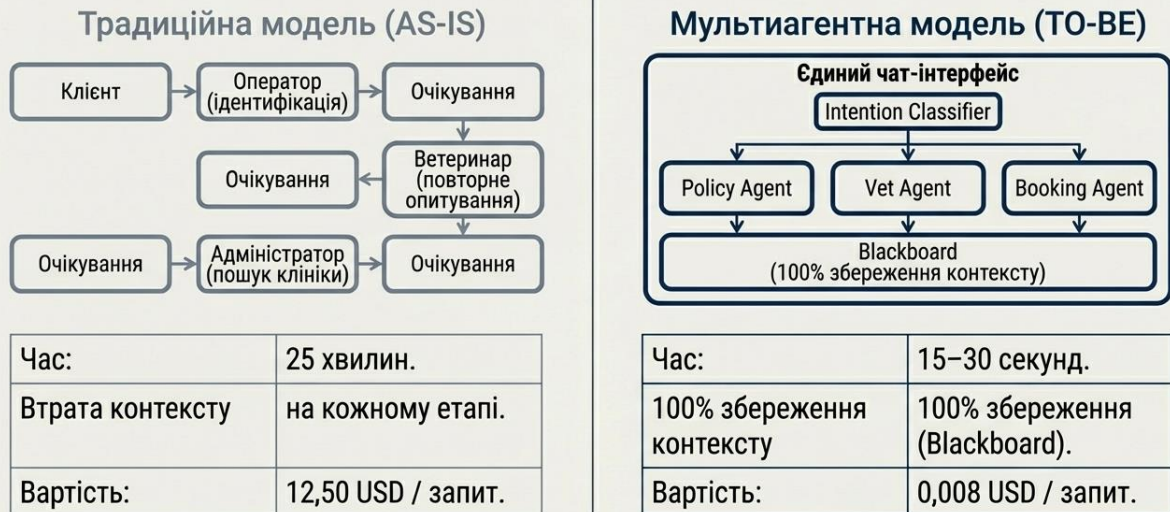 Традиційна модель (AS-IS)
Клієнт
Оператор
(ідентифікація)
Очікування
Ветеринар
(повторне
опитування)
Очікування
Очікування
Адміністратор
(пошук клініки)
Очікування
Час:
25 хвилин.
Втрата контексту
на кожному етапі.
Вартість:
12,50 USD / запит.
Мультиагентна модель (TO-BE)
Єдиний чат-інтерфейс
Intention Classifier
Policy Agent
Vet Agent
Booking Agent
Blackboard
(100% збереження контексту)
Час:
15–30 секунд.
100% збереження
контексту
100% збереження
(Blackboard).
Вартість:
0,008 USD / запит.